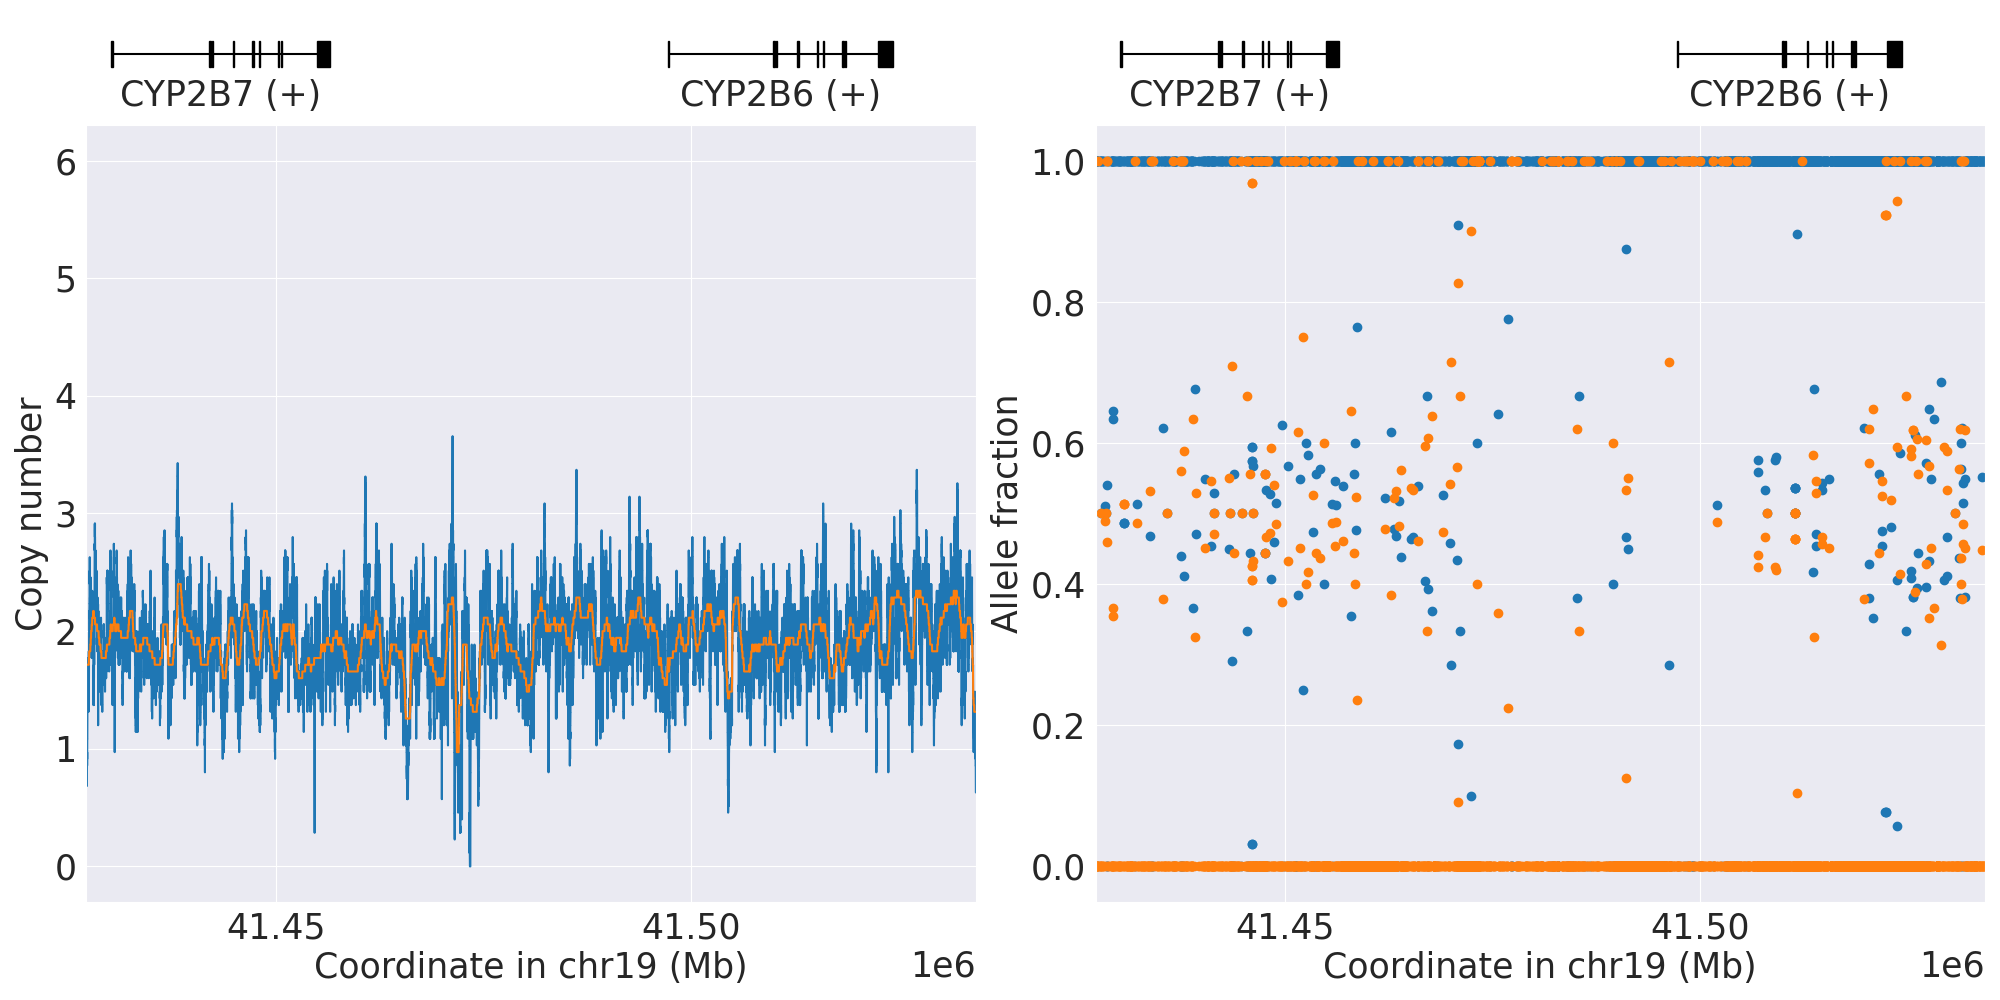 CYP2B7 (+)
CYP2B6 (+)
CYP2B7 (+)
CYP2B6 (+)
Copy number
6
5
4
3
2
1
0
41.45
41.50
Coordinate in chr19 (Mb)
1e6
Allele fraction
1.0
0.8
0.6
0.4
0.2
0.0
41.45
41.50
Coordinate in chr19 (Mb)
1e6